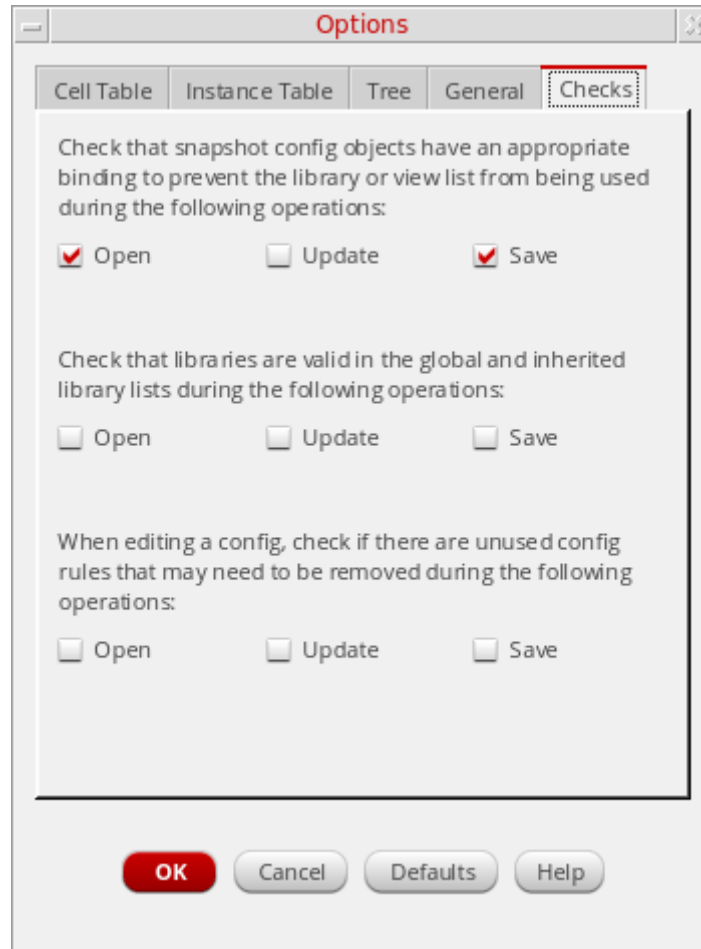 Options
Cell Table Instance Table Tree General Checks
Check that snapshot config objects have an appropriate
binding to prevent the library or view list from being used
during the following operations:
Open Update Save
Check that libraries are valid in the global and inherited
library lists during the following operations:
Open Update Save
When editing a config, check if there are unused config
rules that may need to be removed during the following
operations:
Open Update Save
OK Cancel Defaults Help